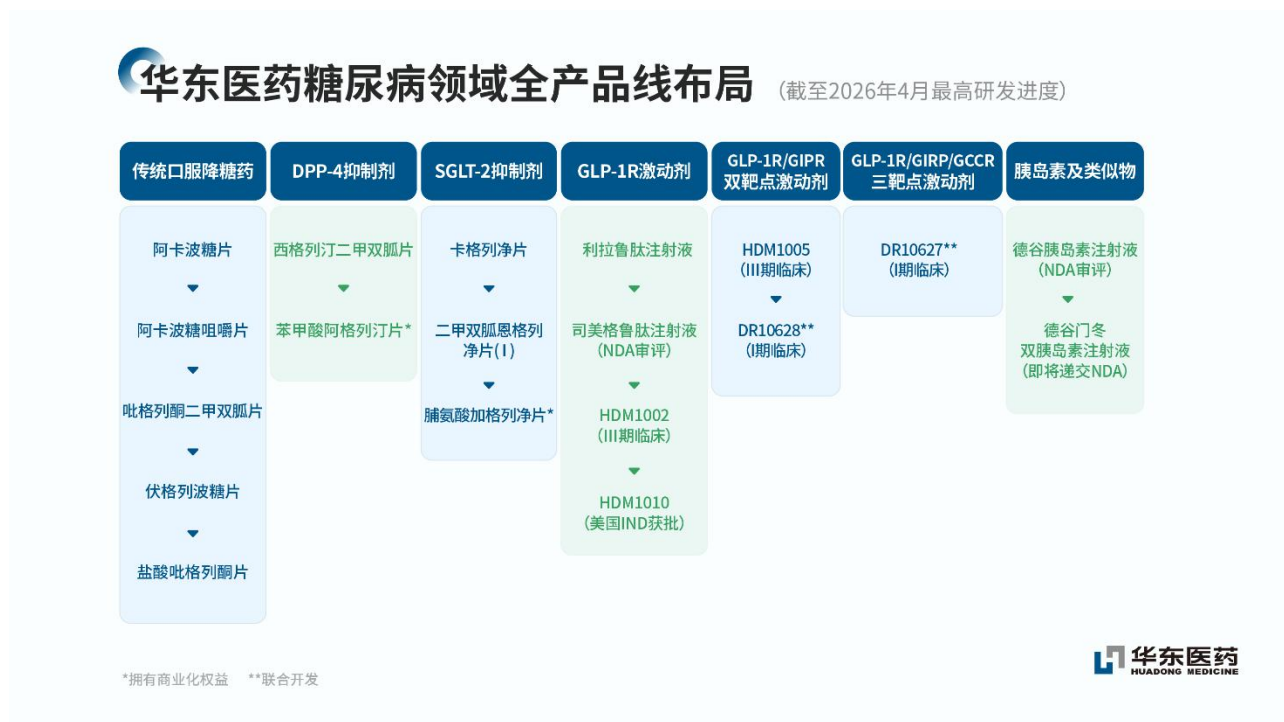 华东医药糖尿病领域全产品线布局 (截至2026年4月最高研发进度)
传统口服降糖药
阿卡波糖片
阿卡波糖咀嚼片
吡格列酮二甲双胍片
伏格列波糖片
盐酸吡格列酮片
DPP-4抑制剂
西格列汀二甲双胍片
苯甲酸阿格列汀片*
SGLT-2抑制剂
卡格列净片
二甲双胍恩格列
净片(I)
脯氨酸加格列净片*
GLP-1R激动剂
利拉鲁肽注射液
司美格鲁肽注射液
(NDA审评)
HDM1002
(III期临床)
HDM1010
(美国IND获批)
GLP-1R/GIPR
双靶点激动剂
HDM1005
(III期临床)
DR10628**
(I期临床)
GLP-1R/GIRP/GCCR
三靶点激动剂
DR10627**
(I期临床)
胰岛素及类似物
德谷胰岛素注射液
(NDA审评)
德谷门冬
双胰岛素注射液
(即将递交NDA)
*拥有商业化权益 **联合开发
华东医药
HUADONG MEDICINE